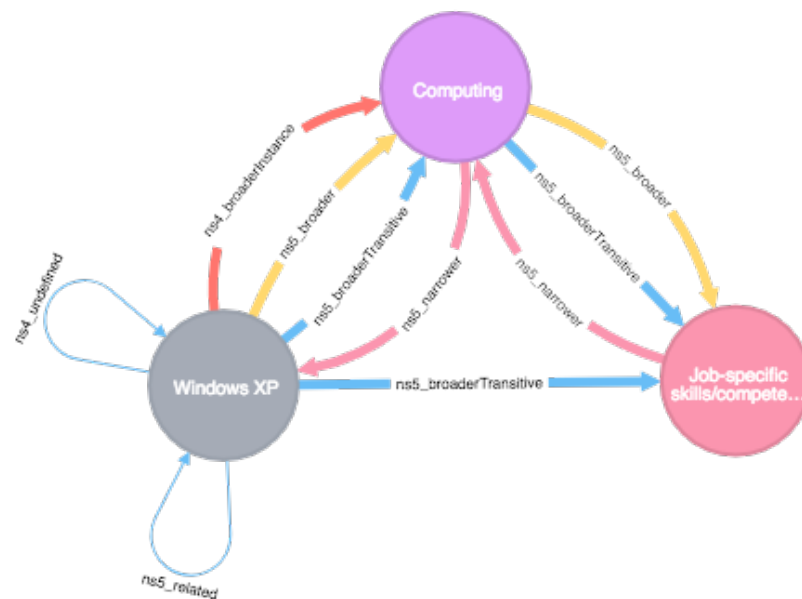 Computing
ns4_broaderInstance
ns5_broader
ns5_broaderTransitive
ns5_narrower
ns5_broader
ns5_broaderTransitive
ns5_narrower
ns4_undefined
Windows XP
ns5_broaderTransitive
Job-specific
skills/compete…
ns5_related